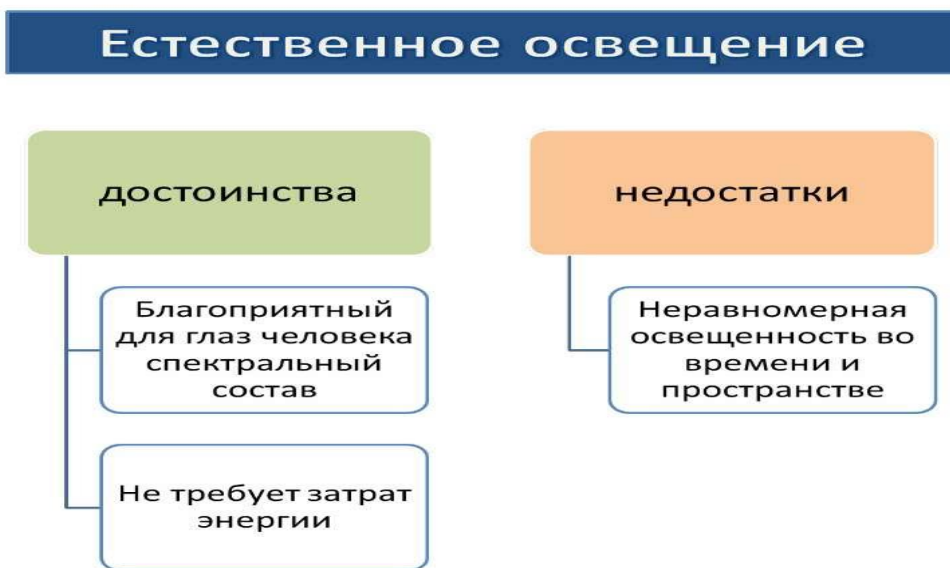 Естественное освещение
достоинства
Благоприятный
для глаз человека
спектральный
состав
Не требует затрат
энергии
недостатки
Неравномерная
освещенность во
времени и
пространстве